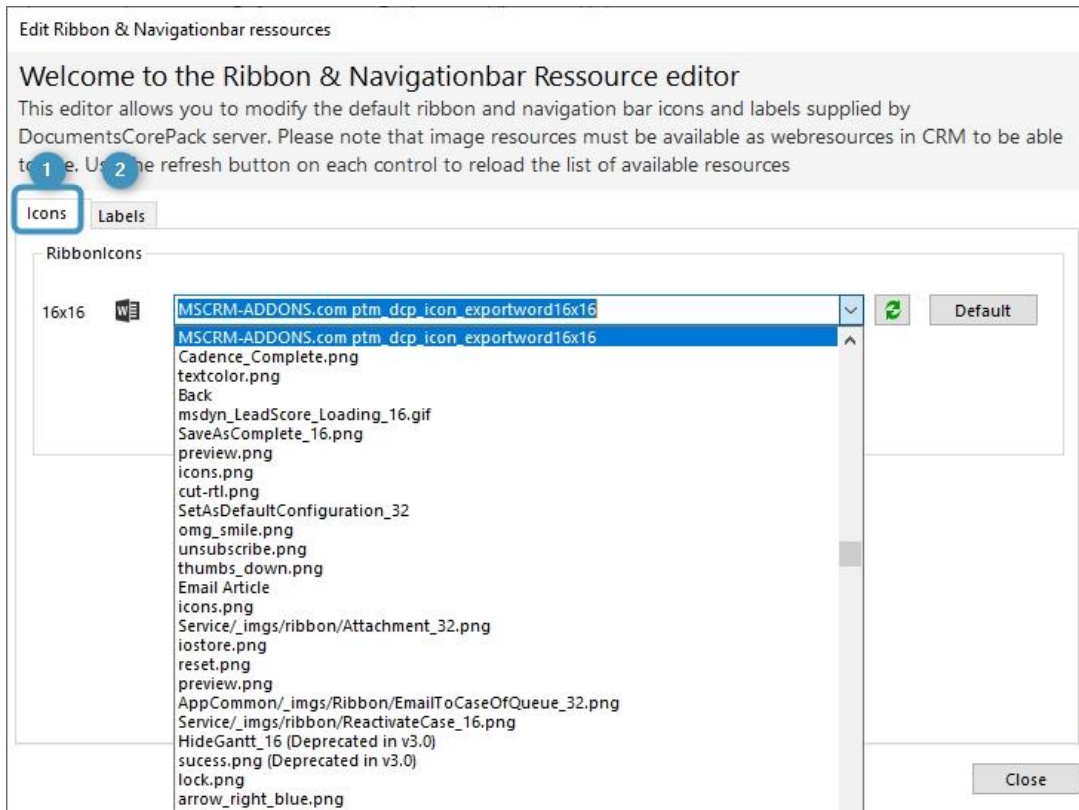 Edit Ribbon & Navigationbar ressources
Welcome to the Ribbon & Navigationbar Ressource editor
This editor allows you to modify the default ribbon and navigation bar icons and labels supplied by
DocumentsCorePack server. Please note that image resources must be available as webresources in CRM to be able
refresh button on each control to reload the list of available resources
1
2
Icons
Labels
RibbonIcons
16x16
MSCRM-ADDONS.com ptm_dcp_icon_exportword16x16
Default
MSCRM-ADDONS.com ptm_dcp_icon_exportword16x16
Cadence_Complete.png
textcolor.png
Back
msdyn_LeadScore_Loading_16.gif
SaveAsComplete_16.png
preview.png
icons.png
cut-rtl.png
SetAsDefaultConfiguration_32
omg_smile.png
unsubscribe.png
thumbs_down.png
Email Article
icons.png
Service/_imgs/ribbon/Attachment_32.png
iostore.png
reset.png
preview.png
AppCommon/_imgs/Ribbon/EmailToCaseOfQueue_32.png
Service/_imgs/ribbon/ReactivateCase_16.png
HideGantt_16 (Deprecated in v3.0)
sucess.png (Deprecated in v3.0)
lock.png
arrow_right_blue.png
Close